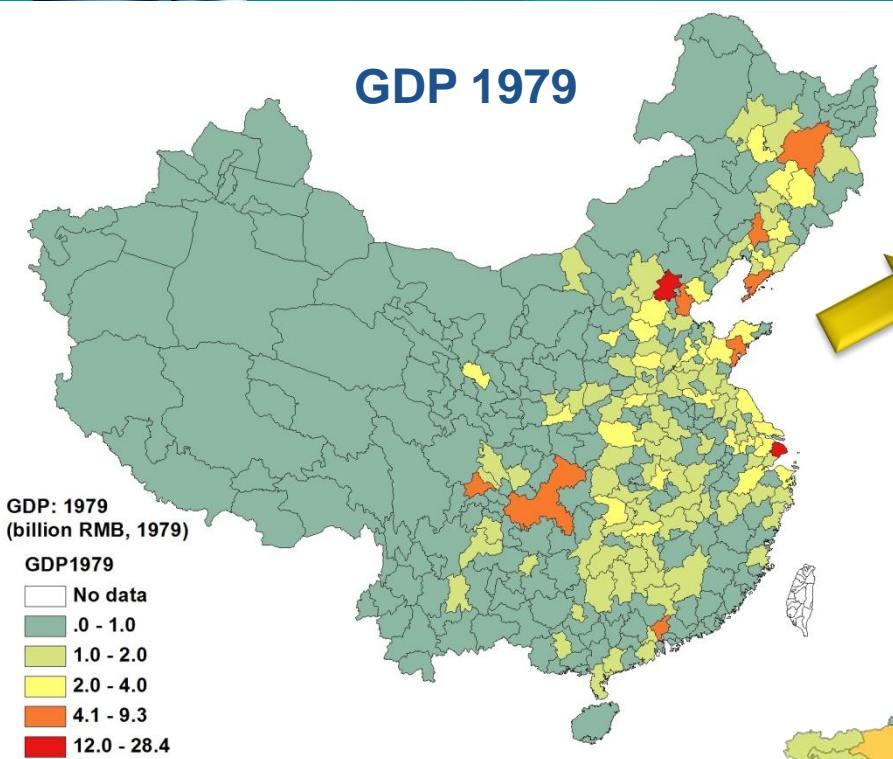 GDP 1979
GDP: 1979
(billion RMB, 1979)
GDP1979
No data
.0 - 1.0
1.0 - 2.0
2.0 - 4.0
4.1 - 9.3
12.0 - 28.4